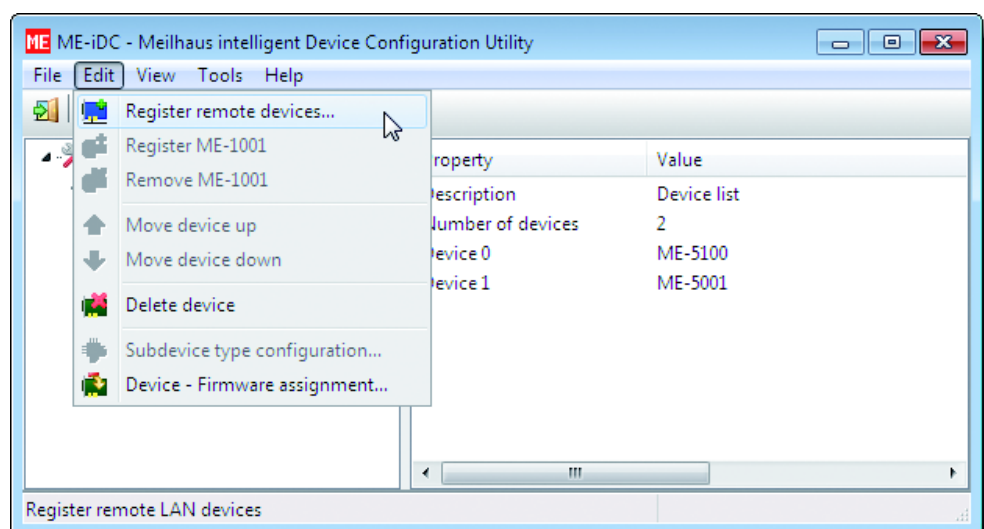 ME ME-iDC - Meilhaus intelligent Device Configuration Utility
File Edit View Tools Help
Register remote devices...
Register ME-1001
Remove ME-1001
Move device up
Move device down
Delete device
Subdevice type configuration...
Device - Firmware assignment...
roperty Value
escription Device list
umber of devices 2
evice 0 ME-5100
evice 1 ME-5001
Register remote LAN devices